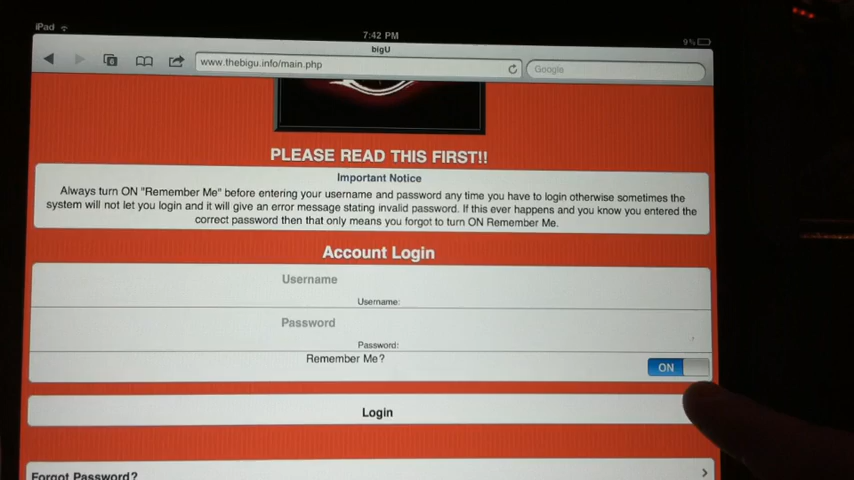 iPad
7:42 PM
9%
bigU
www.thebigu.info/main.php
Google
PLEASE READ THIS FIRST!!
Important Notice
Always turn ON "Remember Me" before entering your username and password any time you have to login otherwise sometimes the
system will not let you login and it will give an error message stating invalid password. If this ever happens and you know you entered the
correct password then that only means you forgot to turn ON Remember Me.
Account Login
Username
Username:
Password
Password:
Remember Me?
ON
Login
Forgot Password?